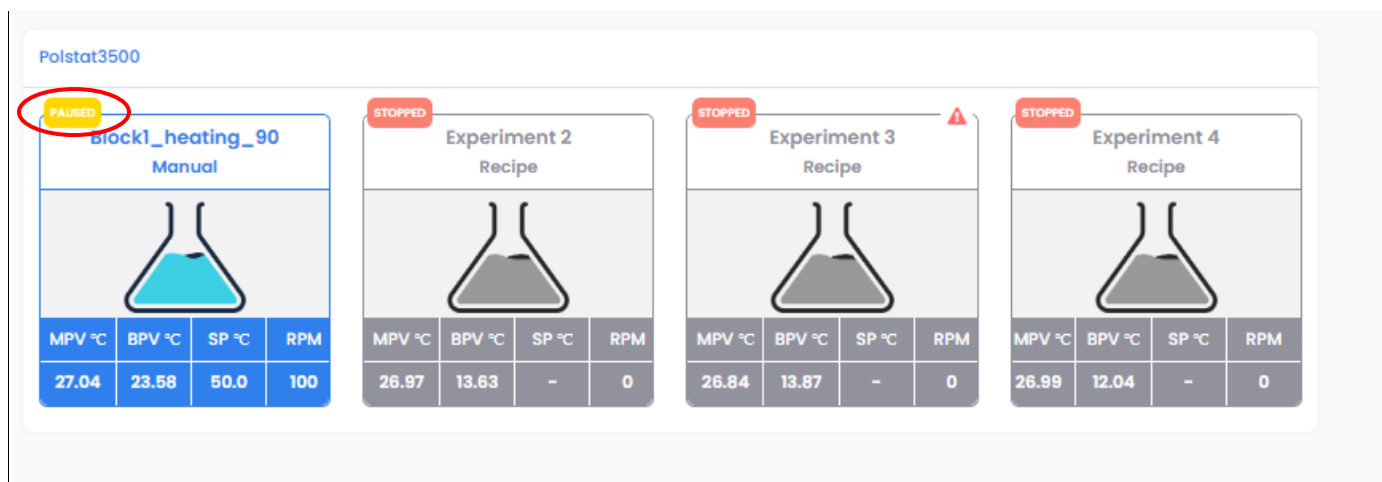 Polstat3500
PAUSED
Block1_heating_90
Manual
MPV °C BPV °C SP °C RPM
27.04 23.58 50.0 100
STOPPED
Experiment 2
Recipe
MPV °C BPV °C SP °C RPM
26.97 13.63 - 0
STOPPED
Experiment 3
Recipe
MPV °C BPV °C SP °C RPM
26.84 13.87 - 0
STOPPED
Experiment 4
Recipe
MPV °C BPV °C SP °C RPM
26.99 12.04 - 0